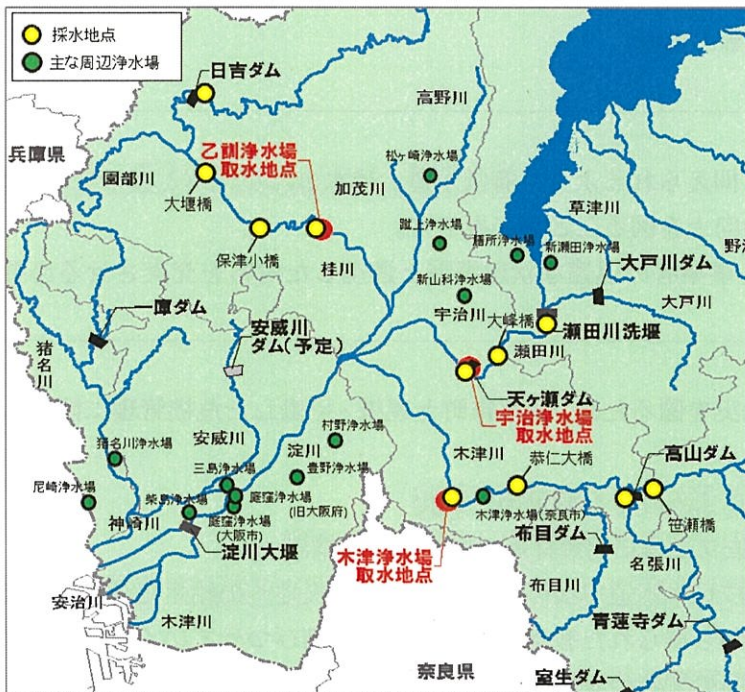 採水地点
主な周辺浄水場
日吉ダム
高野川
兵庫県
乙訓浄水場
取水地点
松ヶ崎浄水場
園部川
加茂川
大堰橋
草津川
蹴上浄水場
膳所浄水場
新瀬田浄水場
野洲
保津小橋
桂川
大戸川ダム
新山科浄水場
大戸川
宇治川
庫ダム
安威川
ダム(予定)
大峰橋
瀬田川洗堰
瀬田川
猪名川
天ヶ瀬ダム
宇治浄水場
取水地点
安威川
淀川
村野浄水場
木津川
恭仁大橋
高山ダム
猪名川浄水場
三島浄水場
豊野浄水場
尼崎浄水場
柴島浄水場
庭窪浄水場
(旧大阪府)
木津浄水場(奈良市)
笹瀬橋
神崎川
庭窪浄水場
(大阪市)
布目ダム
淀川大堰
木津浄水場
取水地点
名張川
布目川
安治川
木津川
青蓮寺ダム
奈良県
室生ダム